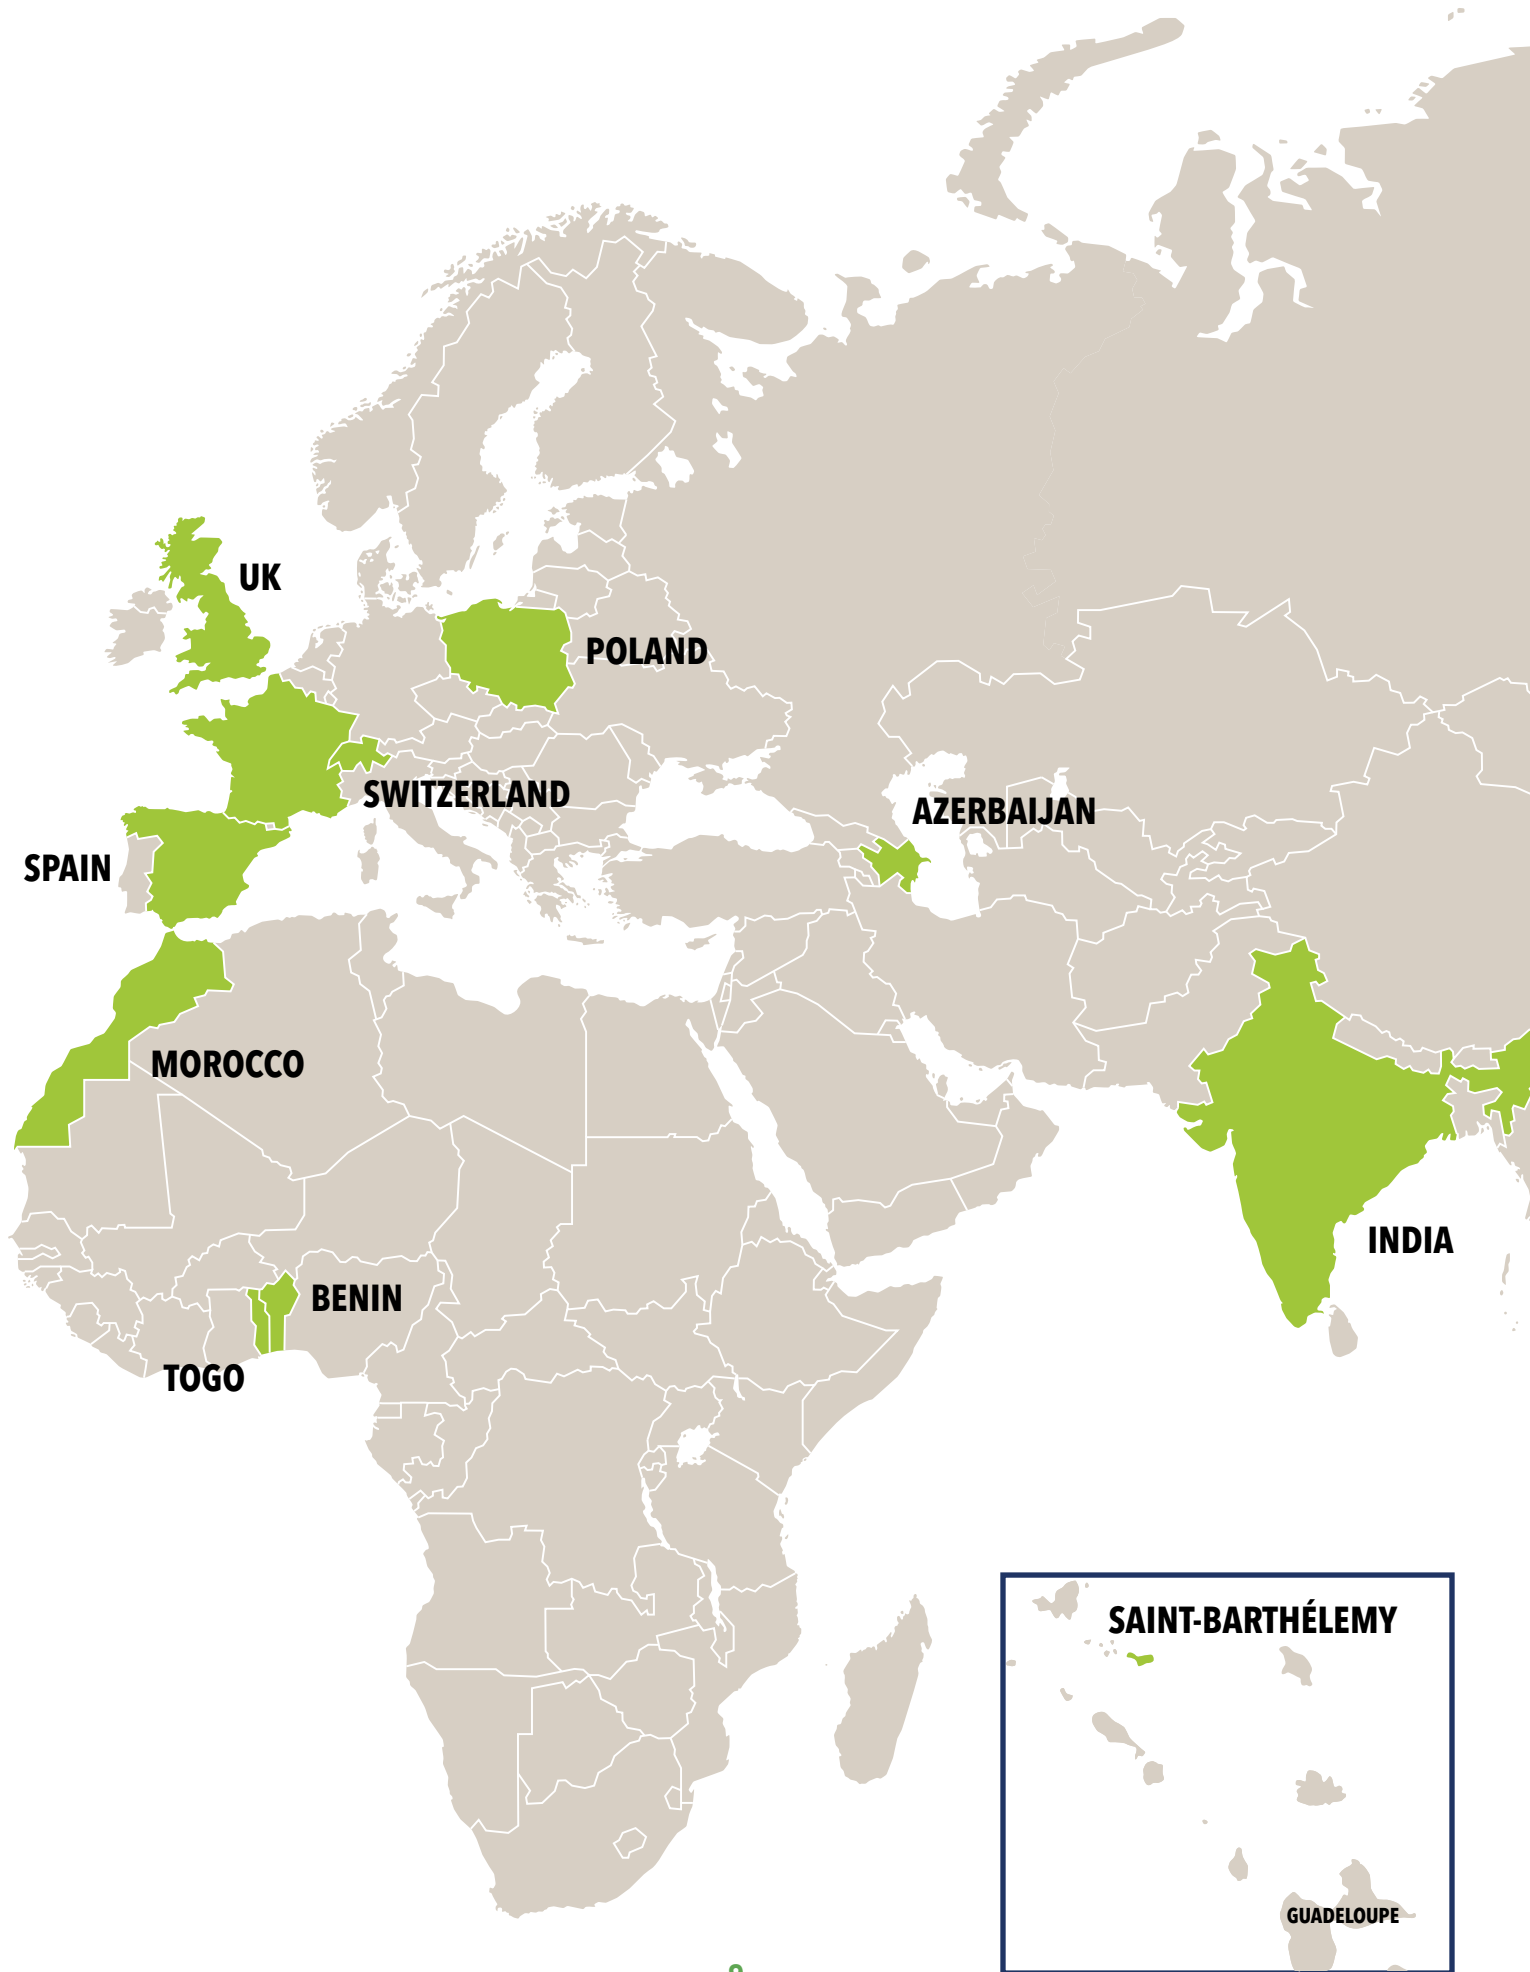 UK
POLAND
SWITZERLAND
AZERBAIJAN
SPAIN
MOROCCO
INDIA
BENIN
TOGO
SAINT-BARTHÉLEMY
GUADELOUPE